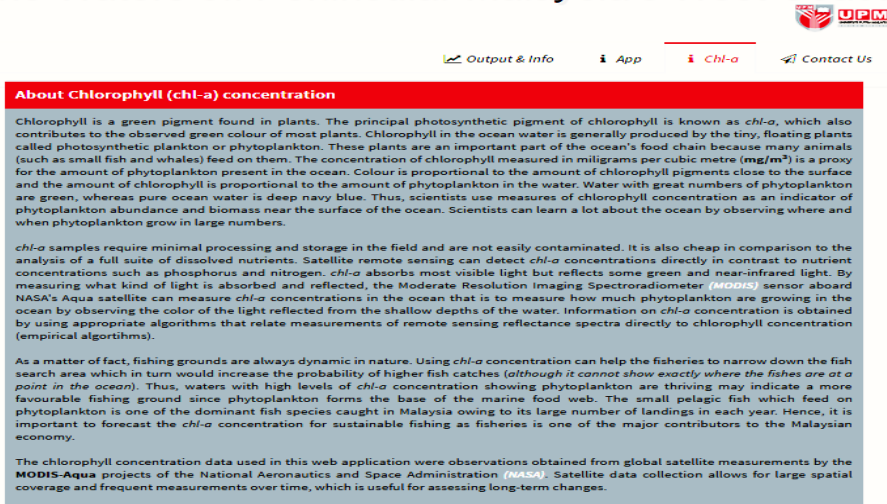 UPM
Output & Info
App
Chl-a
Contact Us
About Chlorophyll (chl-a) concentration
Chlorophyll is a green pigment found in plants. The principal photosynthetic pigment of chlorophyll is known as chl-a, which also
contributes to the observed green colour of most plants. Chlorophyll in the ocean water is generally produced by the tiny, floating plants
called photosynthetic plankton or phytoplankton. These plants are an important part of the ocean's food chain because many animals
(such as small fish and whales) feed on them. The concentration of chlorophyll measured in miligrams per cubic metre (mg/m³) is a proxy
for the amount of phytoplankton present in the ocean. Colour is proportional to the amount of chlorophyll pigments close to the surface
and the amount of chlorophyll is proportional to the amount of phytoplankton in the water. Water with great numbers of phytoplankton
are green, whereas pure ocean water is deep navy blue. Thus, scientists use measures of chlorophyll concentration as an indicator of
phytoplankton abundance and biomass near the surface of the ocean. Scientists can learn a lot about the ocean by observing where and
when phytoplankton grow in large numbers.
chl-a samples require minimal processing and storage in the field and are not easily contaminated. It is also cheap in comparison to the
analysis of a full suite of dissolved nutrients. Satellite remote sensing can detect chl-a concentrations directly in contrast to nutrient
concentrations such as phosphorus and nitrogen. chl-a absorbs most visible light but reflects some green and near-infrared light. By
measuring what kind of light is absorbed and reflected, the Moderate Resolution Imaging Spectroradiometer (MODIS) sensor aboard
NASA's Aqua satellite can measure chl-a concentrations in the ocean that is to measure how much phytoplankton are growing in the
ocean by observing the color of the light reflected from the shallow depths of the water. Information on chl-a concentration is obtained
by using appropriate algorithms that relate measurements of remote sensing reflectance spectra directly to chlorophyll concentration
(empirical algortihms).
As a matter of fact, fishing grounds are always dynamic in nature. Using chl-a concentration can help the fisheries to narrow down the fish
search area which in turn would increase the probability of higher fish catches (although it cannot show exactly where the fishes are at a
point in the ocean). Thus, waters with high levels of chl-a concentration showing phytoplankton are thriving may indicate a more
favourable fishing ground since phytoplankton forms the base of the marine food web. The small pelagic fish which feed on
phytoplankton is one of the dominant fish species caught in Malaysia owing to its large number of landings in each year. Hence, it is
important to forecast the chl-a concentration for sustainable fishing as fisheries is one of the major contributors to the Malaysian
economy.
The chlorophyll concentration data used in this web application were observations obtained from global satellite measurements by the
MODIS-Aqua projects of the National Aeronautics and Space Administration (NASA). Satellite data collection allows for large spatial
coverage and frequent measurements over time, which is useful for assessing long-term changes.